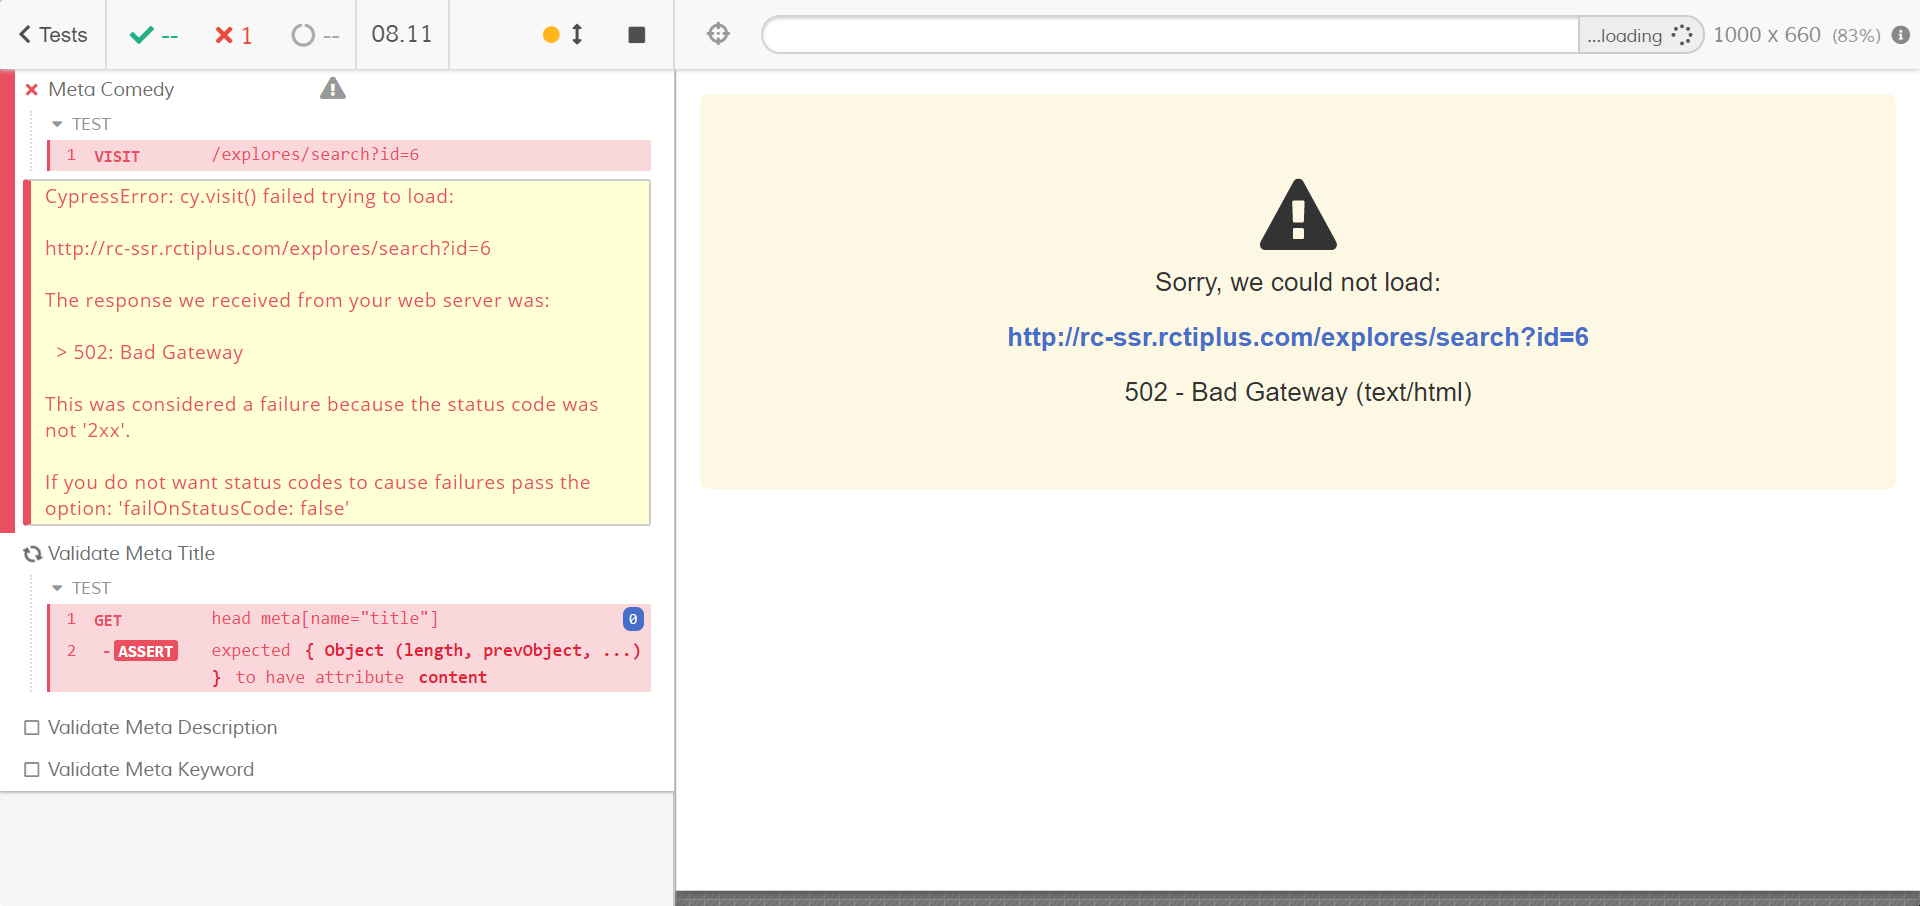 Tests
--
1
--
08.11
...loading
1000 x 660 (83%)
Meta Comedy
TEST
1 VISIT /explores/search?id=6
CypressError: cy.visit() failed trying to load:
http://rc-ssr.rctiplus.com/explores/search?id=6
The response we received from your web server was:
> 502: Bad Gateway
This was considered a failure because the status code was
not '2xx'.
If you do not want status codes to cause failures pass the
option: 'failOnStatusCode: false'
Validate Meta Title
TEST
1 GET head meta[name="title"] 0
2 -ASSERT expected { Object (length, prevObject, ...)
} to have attribute content
Validate Meta Description
Validate Meta Keyword
Sorry, we could not load:
http://rc-ssr.rctiplus.com/explores/search?id=6
502 - Bad Gateway (text/html)